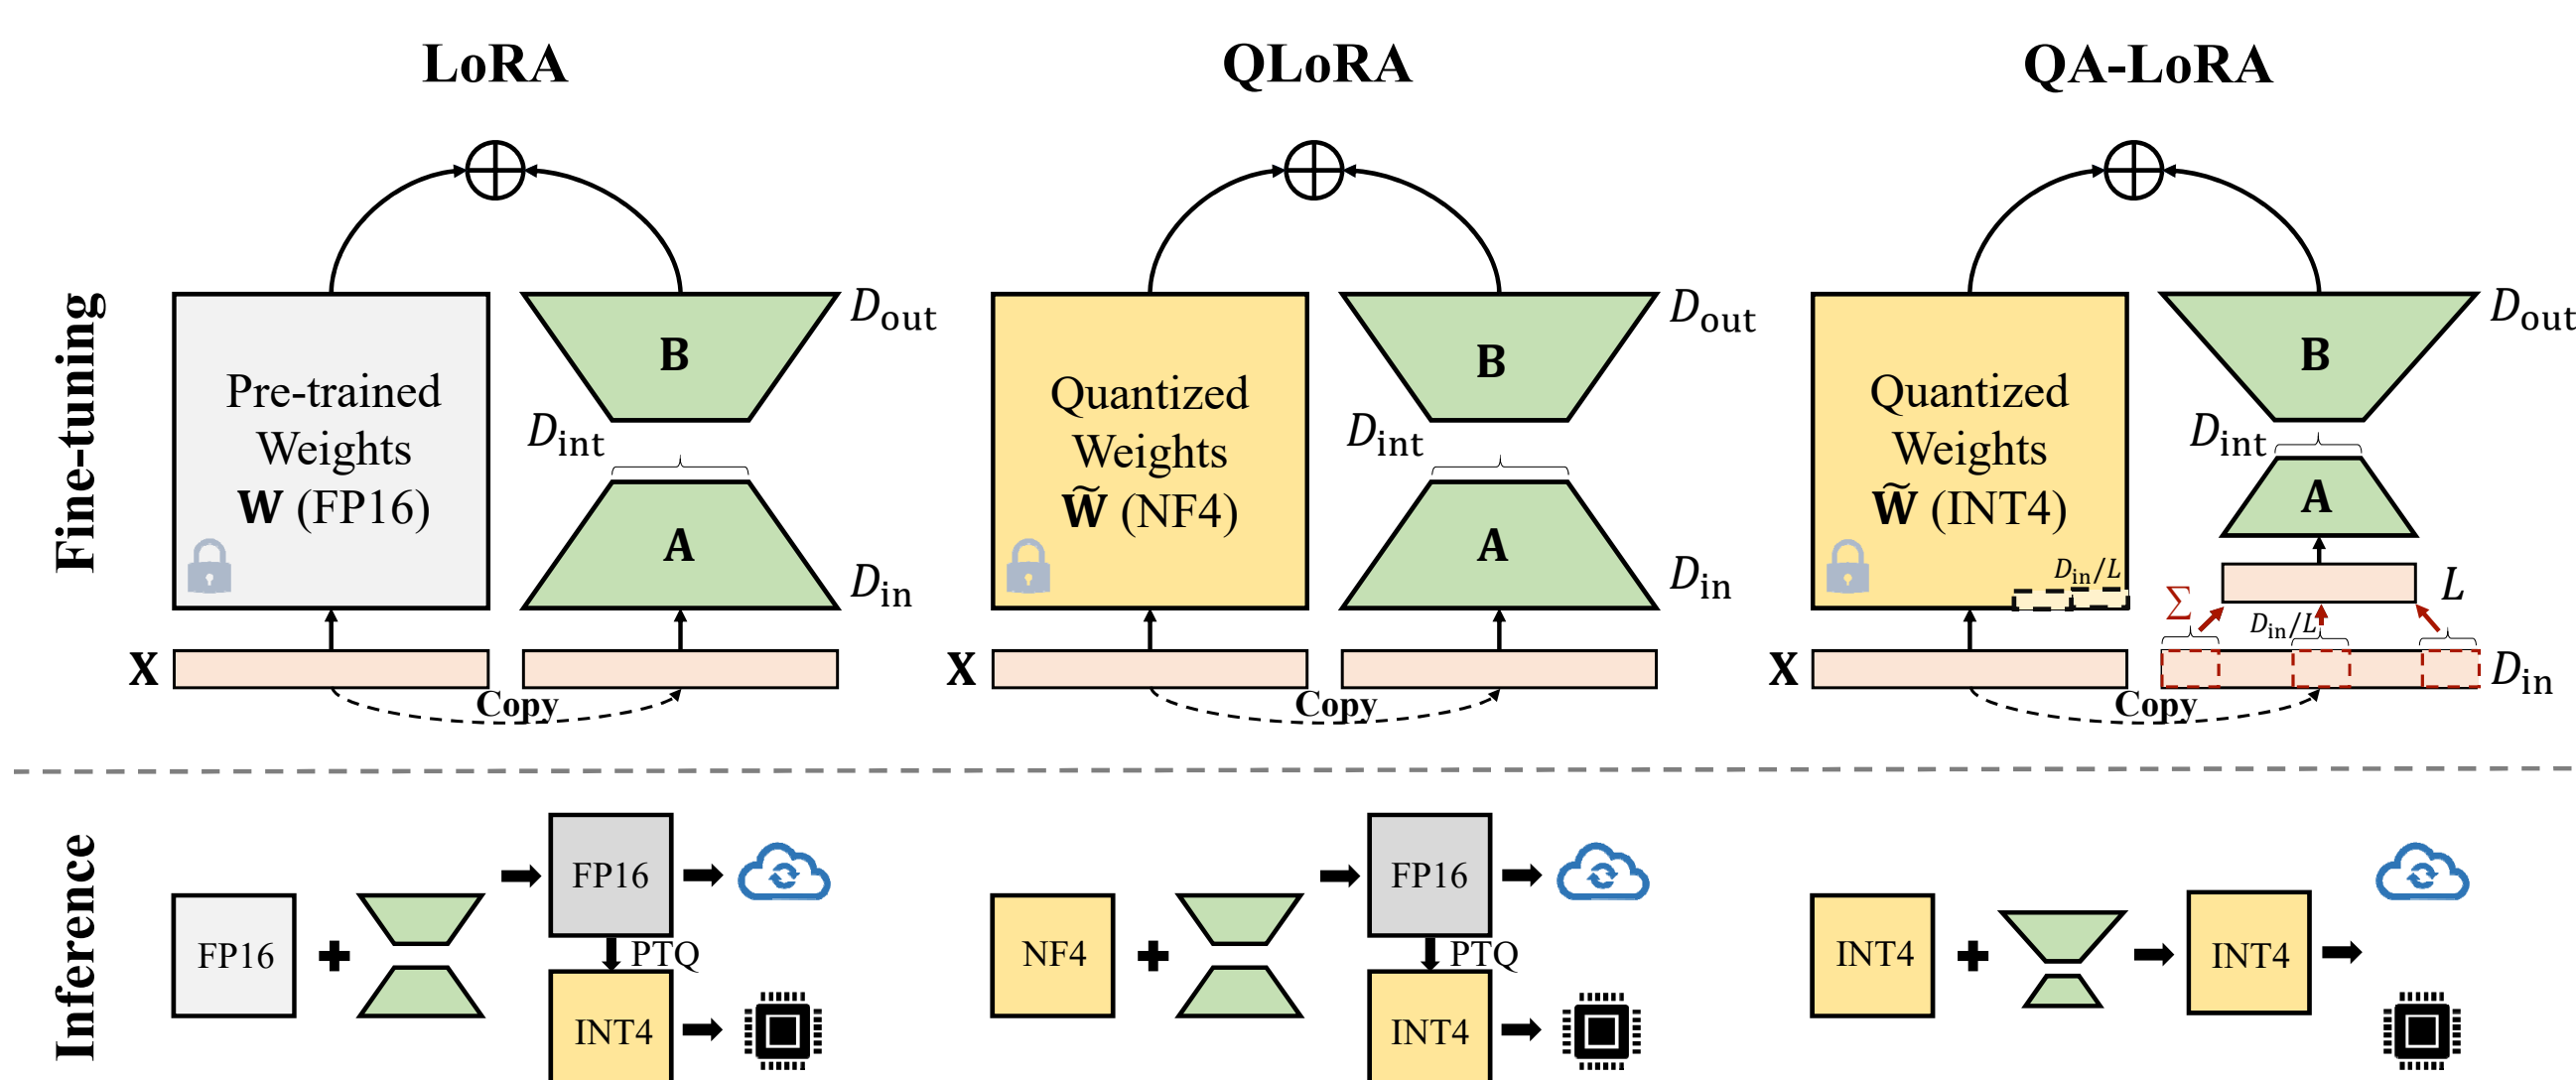 LoRA
QLoRA
QA-LoRA
Fine-tuning
Pre-trained
Weights
W (FP16)
B
D_out
D_int
A
D_in
X
Copy
Quantized
Weights
W̃ (NF4)
B
D_out
D_int
A
D_in
X
Copy
Quantized
Weights
W̃ (INT4)
D_in/L
B
D_out
D_int
A
L
Σ
D_in/L
X
D_in
Copy
Inference
FP16
FP16
PTQ
INT4
NF4
FP16
PTQ
INT4
INT4
INT4